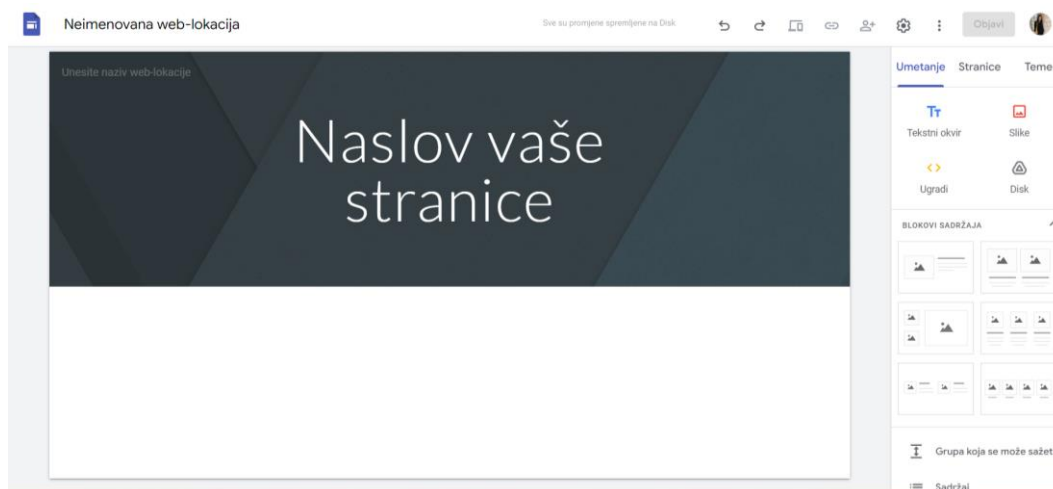 Neimenovana web-lokacija
Sve su promjene spremljene na Disk
Objavi
Unesite naziv web-lokacije
Naslov vaše
stranice
Umetanje Stranice Teme
Tekstni okvir Slike
Ugradi Disk
BLOKOVI SADRŽAJA
Grupa koja se može sažet
Sadržaj